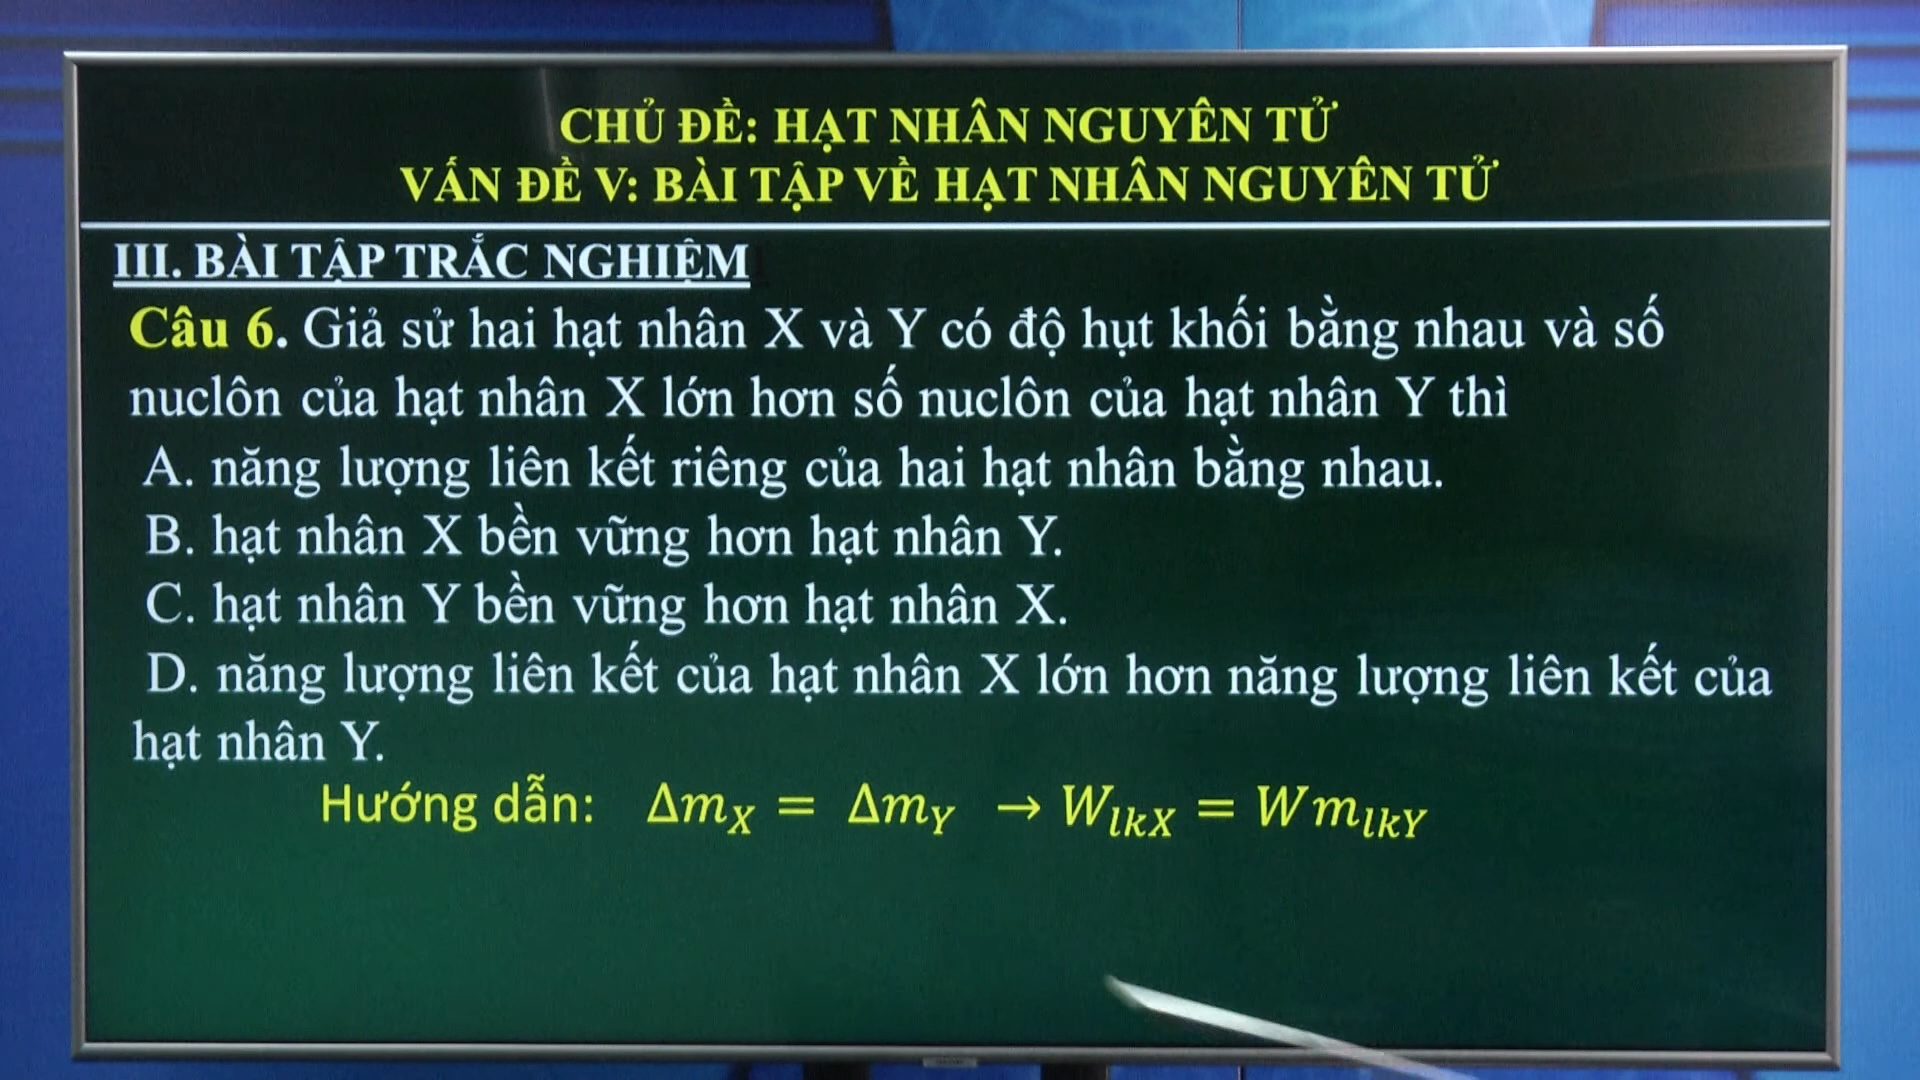 CHỦ ĐỀ: HẠT NHÂN NGUYÊN TỬ
VẤN ĐỀ V: BÀI TẬP VỀ HẠT NHÂN NGUYÊN TỬ
III. BÀI TẬP TRẮC NGHIỆM
Câu 6. Giả sử hai hạt nhân X và Y có độ hụt khối bằng nhau và số
nuclôn của hạt nhân X lớn hơn số nuclôn của hạt nhân Y thì
A. năng lượng liên kết riêng của hai hạt nhân bằng nhau.
B. hạt nhân X bền vững hơn hạt nhân Y.
C. hạt nhân Y bền vững hơn hạt nhân X.
D. năng lượng liên kết của hạt nhân X lớn hơn năng lượng liên kết của
hạt nhân Y.
Hướng dẫn: Δm_X = Δm_Y → W_{lkX} = Wm_{lkY}